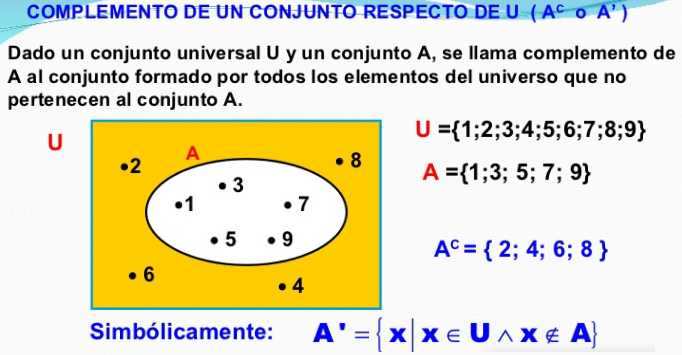 COMPLEMENTO DE UN CONJUNTO RESPECTO DE U ( Aᶜ o A’ )
Dado un conjunto universal U y un conjunto A, se llama complemento de
A al conjunto formado por todos los elementos del universo que no
pertenecen al conjunto A.
U
A
•2
• 8
• 3
•1
• 7
• 5
• 9
• 6
• 4
U ={1;2;3;4;5;6;7;8;9}
A ={1;3; 5; 7; 9}
Aᶜ = { 2; 4; 6; 8 }
Simbólicamente: A ' = { x | x ∈ U ∧ x ∉ A}